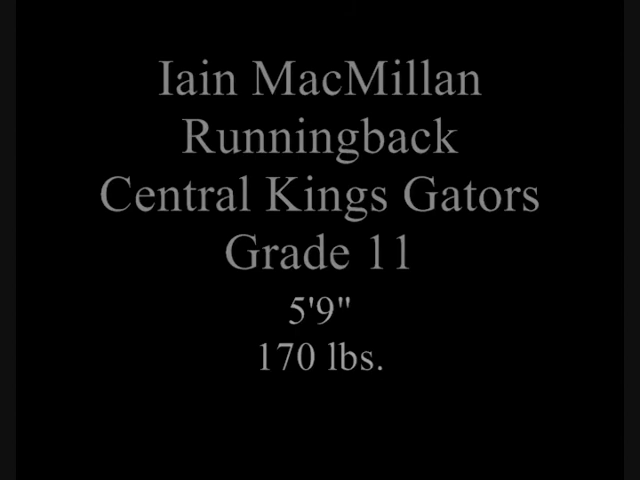 Iain MacMillan
Runningback
Central Kings Gators
Grade 11
5'9"
170 lbs.